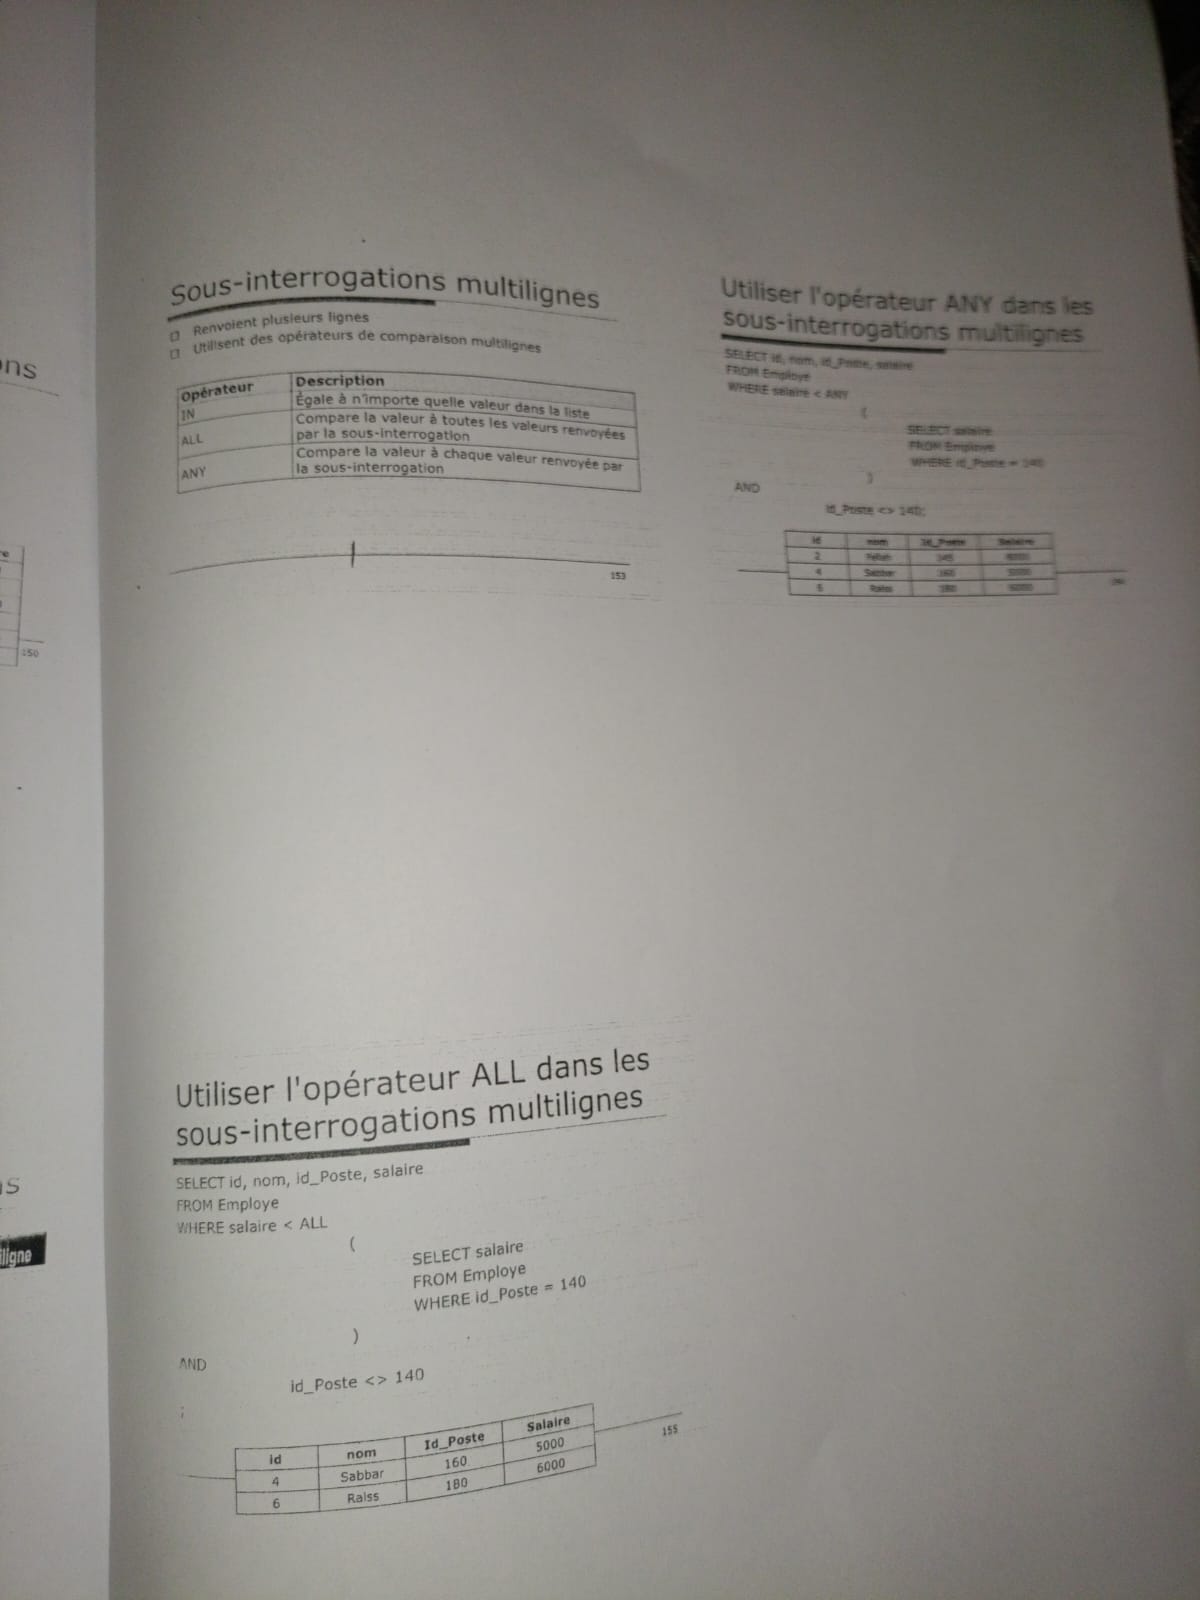 ns
re
150
ns
iligne
Sous-interrogations multilignes
Renvoient plusieurs lignes
Utilisent des opérateurs de comparaison multilignes
Opérateur Description
IN Égale à n'importe quelle valeur dans la liste
ALL Compare la valeur à toutes les valeurs renvoyées
par la sous-interrogation
ANY Compare la valeur à chaque valeur renvoyée par
la sous-interrogation
153
Utiliser l'opérateur ANY dans les
sous-interrogations multilignes
SELECT id, nom, id_Poste, salaire
FROM Employe
WHERE salaire < ANY
(
SELECT salaire
FROM Employe
WHERE id_Poste = 140
)
AND
id_Poste <> 140;
id nom Id_Poste Salaire
2
4 Sabbar 160 5000
6 Raiss 180 6000
Utiliser l'opérateur ALL dans les
sous-interrogations multilignes
SELECT id, nom, id_Poste, salaire
FROM Employe
WHERE salaire < ALL
(
SELECT salaire
FROM Employe
WHERE id_Poste = 140
)
AND
id_Poste <> 140
;
id nom Id_Poste Salaire
4 Sabbar 160 5000
6 Raiss 180 6000
155